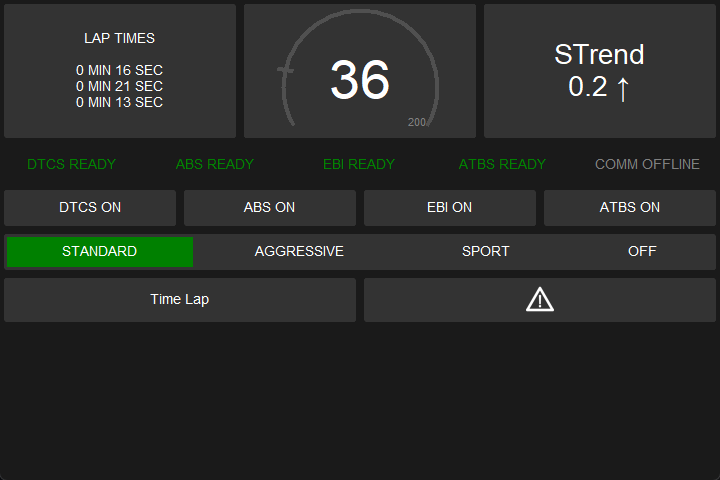 LAP TIMES
0 MIN 16 SEC
0 MIN 21 SEC
0 MIN 13 SEC
36
200
STrend
0.2 ↑
DTCS READY ABS READY EBI READY ATBS READY COMM OFFLINE
DTCS ON ABS ON EBI ON ATBS ON
STANDARD AGGRESSIVE SPORT OFF
Time Lap